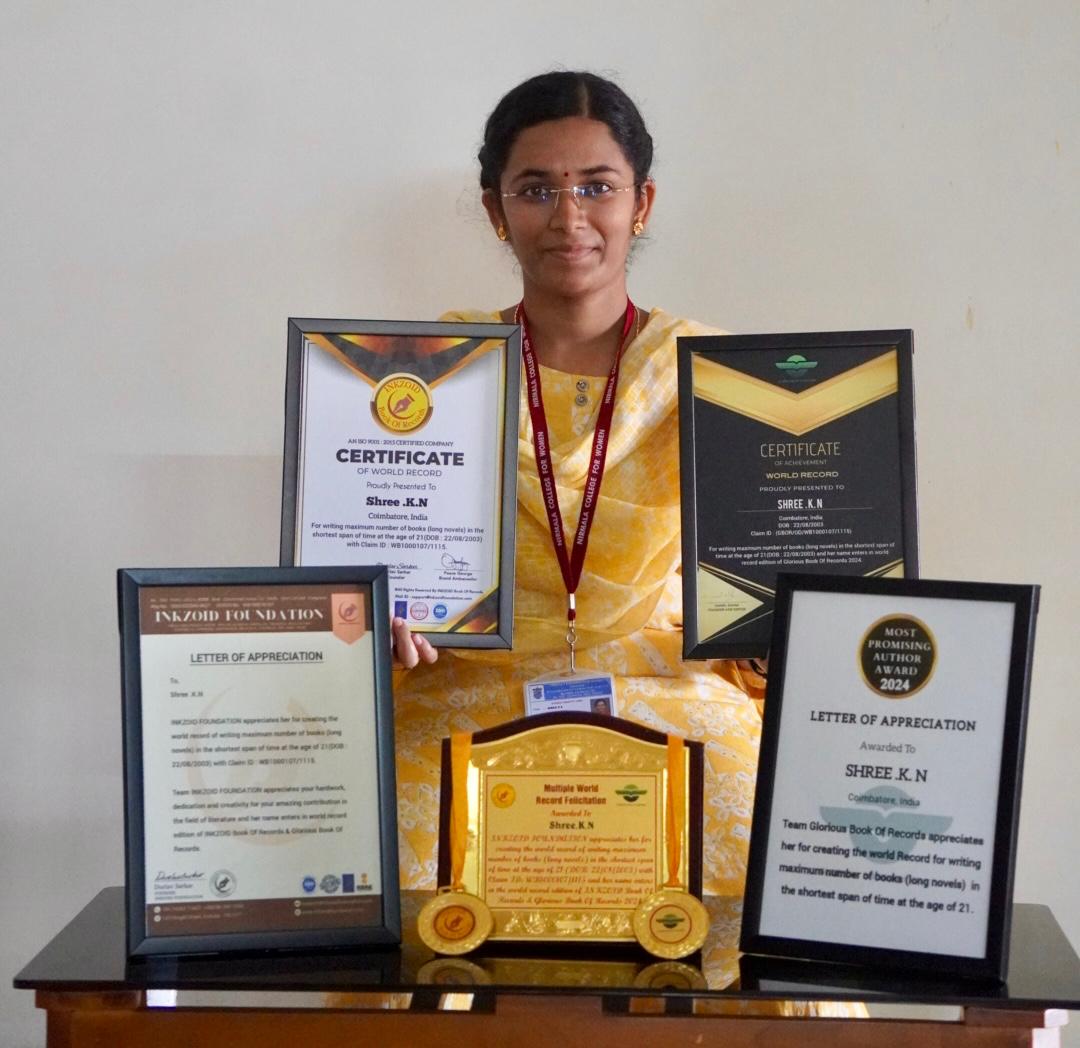 INKZOID
Book Of Records
AN ISO 9001 : 2015 CERTIFIED COMPANY
CERTIFICATE
OF WORLD RECORD
Proudly Presented To
Shree .K.N
Coimbatore, India
For writing maximum number of books (long novels) in the
shortest span of time at the age of 21(DOB : 22/08/2003)
with Claim ID : WB1000107/1115.
Founder
Brand Ambassador
CERTIFICATE
OF ACHIEVEMENT
WORLD RECORD
PROUDLY PRESENTED TO
SHREE .K.N
Coimbatore, India
DOB : 22/08/2003
Claim ID : (GBOR/OG/WB1000107/1115)
For writing maximum number of books (long novels) in the shortest span of
time at the age of 21(DOB : 22/08/2003) and her name enters in world
record edition of Glorious Book Of Records 2024.
NIRMALA COLLEGE FOR WOMEN
NIRMALA COLLEGE FOR WOMEN
INKZOID FOUNDATION
LETTER OF APPRECIATION
To,
Shree .K.N
INKZOID FOUNDATION appreciates her for creating the
world record of writing maximum number of books (long
novels) in the shortest span of time at the age of 21(DOB :
22/08/2003) with Claim ID : WB1000107/1115.
Team INKZOID FOUNDATION appreciates your hardwork,
dedication and creativity for your amazing contribution in
the field of literature and her name enters in world record
edition of INKZOID Book Of Records & Glorious Book Of
Records.
Multiple World
Record Felicitation
Awarded To
Shree.K.N
INKZOID FOUNDATION appreciates her for
creating the world record of writing maximum
number of books (long novels) in the shortest span
of time at the age of 21 (DOB: 22/08/2003) with
Claim ID: WB1000107/1115 and her name enters
in the world record edition of INKZOID Book Of
Records & Glorious Book Of Records 2024
MOST
PROMISING
AUTHOR
AWARD
2024
LETTER OF APPRECIATION
Awarded To
SHREE .K. N
Coimbatore, India
Team Glorious Book Of Records appreciates
her for creating the world Record for writing
maximum number of books (long novels) in
the shortest span of time at the age of 21.